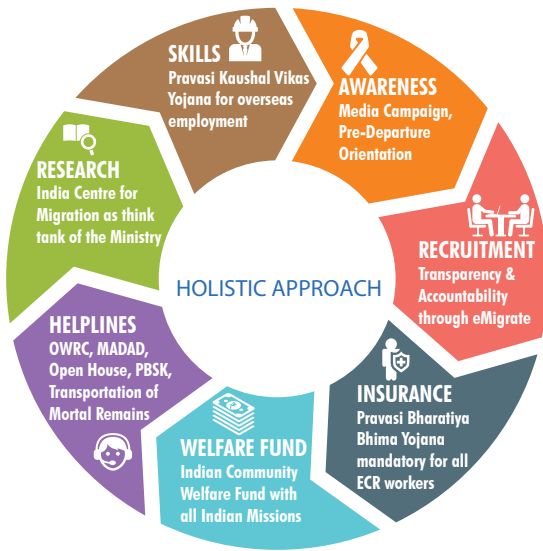 SKILLS
Pravasi Kaushal Vikas
Yojana for overseas
employment
AWARENESS
Media Campaign,
Pre-Departure
Orientation
RECRUITMENT
Transparency &
Accountability
through eMigrate
INSURANCE
Pravasi Bharatiya
Bhima Yojana
mandatory for all
ECR workers
WELFARE FUND
Indian Community
Welfare Fund with
all Indian Missions
HELPLINES
OWRC, MADAD,
Open House, PBSK,
Transportation of
Mortal Remains
RESEARCH
India Centre for
Migration as think
tank of the Ministry
HOLISTIC APPROACH